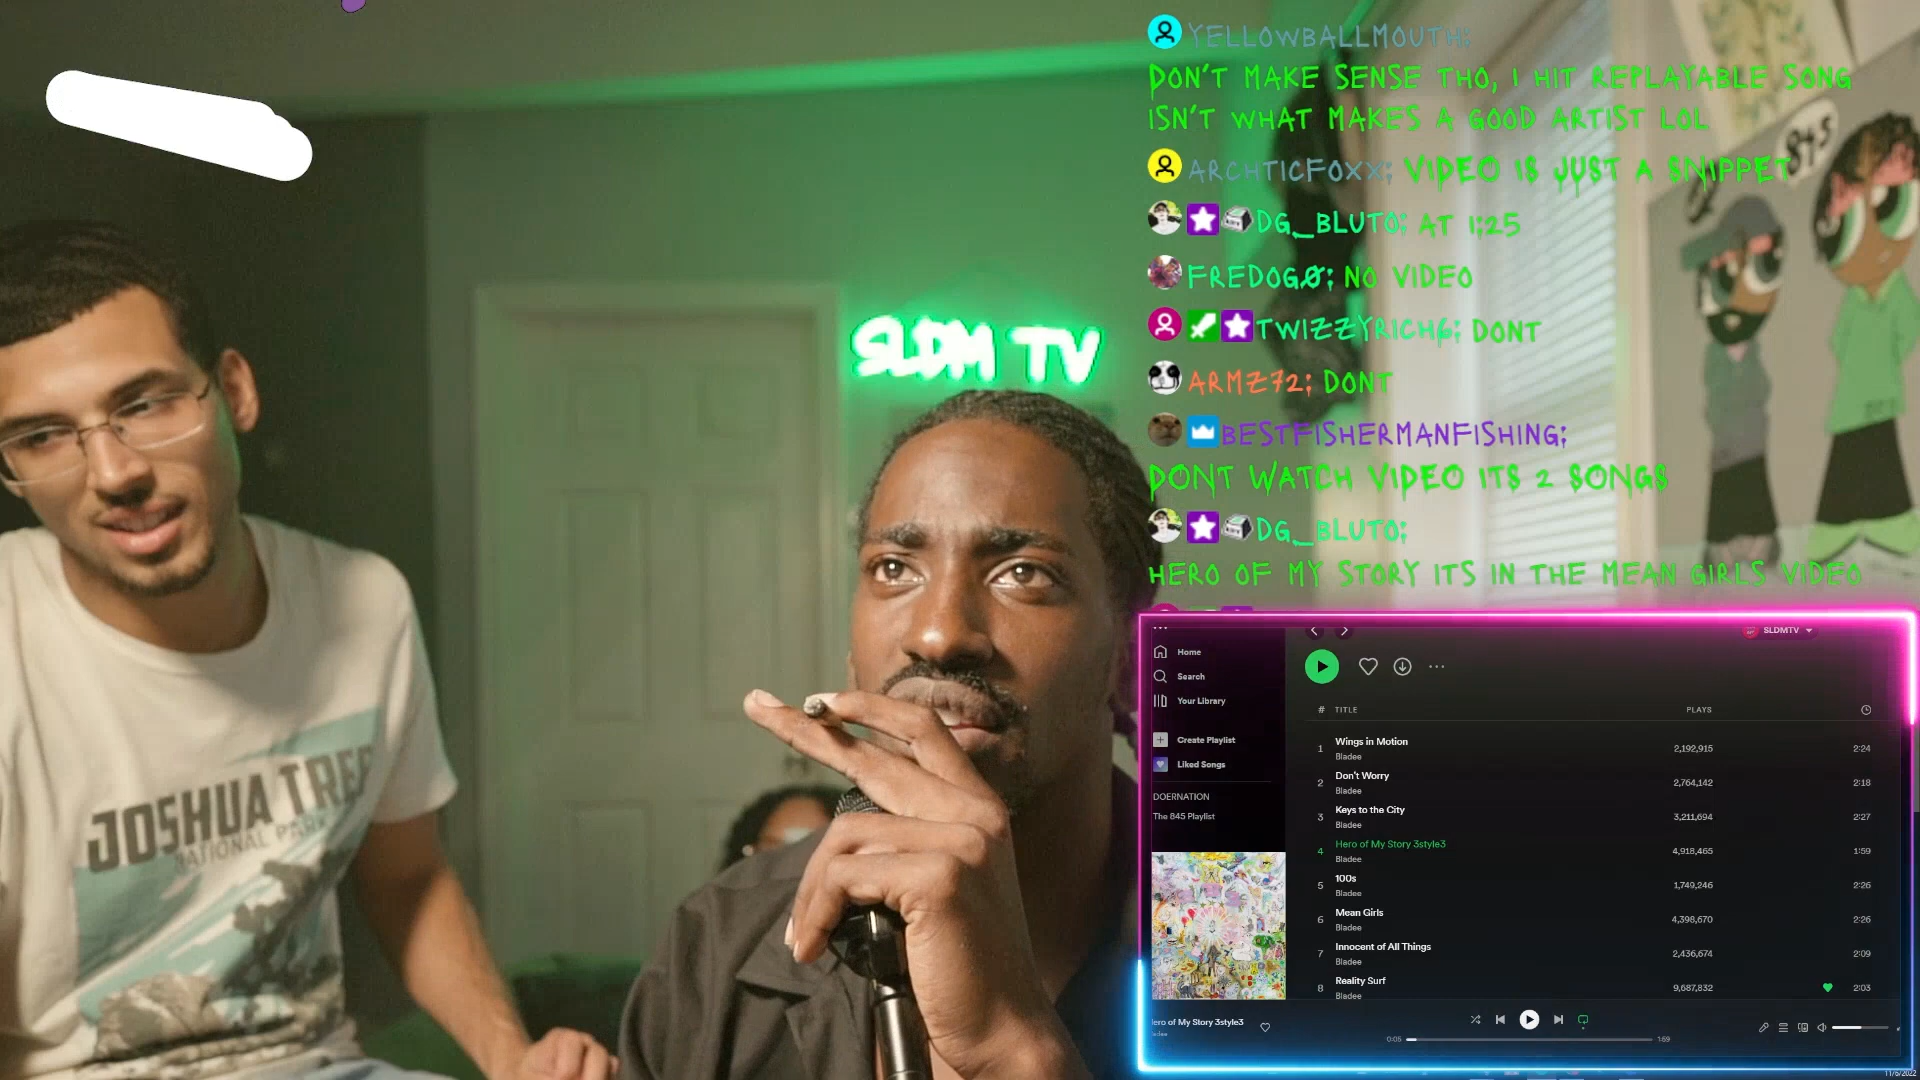 YELLOWBALLMOUTH:
DON'T MAKE SENSE THO, 1 HIT REPLAYABLE SONG
ISN'T WHAT MAKES A GOOD ARTIST LOL
ARCHTICFOXX: VIDEO IS JUST A SNIPPET
845
DG_BLUTO: AT 1:25
FREDOG0: NO VIDEO
TWIZZYRICH6: DONT
SLDM TV
ARMZ72: DONT
BESTFISHERMANFISHING:
DONT WATCH VIDEO ITS 2 SONGS
DG_BLUTO:
HERO OF MY STORY ITS IN THE MEAN GIRLS VIDEO
JOSHUA TREE
NATIONAL PARK
SLDMTV
Home
Search
Your Library
Create Playlist
Liked Songs
DOERNATION
The 845 Playlist
# TITLE PLAYS
1 Wings in Motion 2,192,915 2:24
Bladee
2 Don't Worry 2,764,142 2:18
Bladee
3 Keys to the City 3,211,694 2:27
Bladee
4 Hero of My Story 3style3 4,918,465 1:59
Bladee
5 100s 1,749,246 2:26
Bladee
6 Mean Girls 4,398,670 2:26
Bladee
7 Innocent of All Things 2,436,674 2:09
Bladee
8 Reality Surf 9,687,832 2:03
Bladee
ero of My Story 3style3
adee
0:05 1:59
11/6/2022